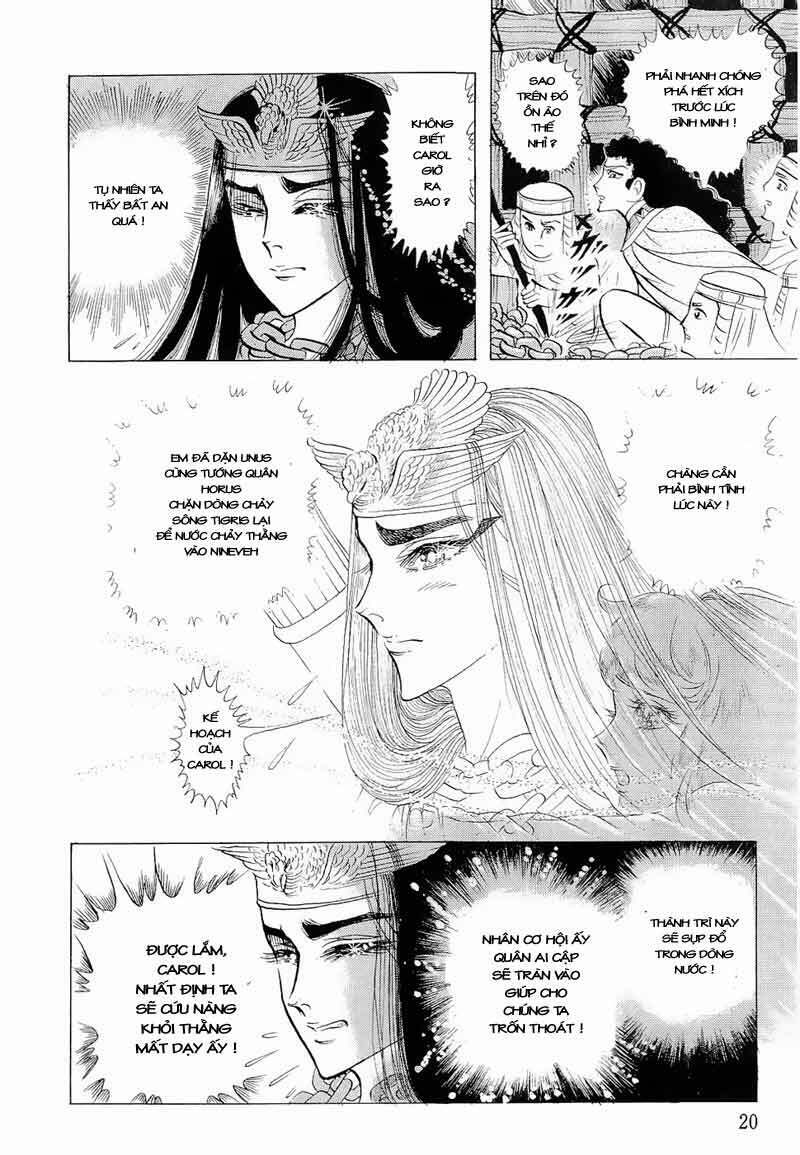 PHẢI NHANH CHÓNG
PHÁ HẾT XÍCH
TRƯỚC LÚC
BÌNH MINH !
SAO
TRÊN ĐÓ
ỒN ÀO
THẾ
NHỈ ?
KHÔNG
BIẾT
CAROL
GIỜ
RA
SAO ?
TỰ NHIÊN TA
THẤY BẤT AN
QUÁ !
CHÀNG CẦN
PHẢI BÌNH TĨNH
LÚC NÀY !
EM ĐÃ DẶN UNUS
CÙNG TƯỚNG QUÂN
HORUS
CHẶN DÒNG CHẢY
SÔNG TIGRIS LẠI
ĐỂ NƯỚC CHẢY THẲNG
VÀO NINEVEH
KẾ
HOẠCH
CỦA
CAROL !
THÀNH TRÌ NÀY
SẼ SỤP ĐỔ
TRONG DÒNG
NƯỚC !
NHÂN CƠ HỘI ẤY
QUÂN AI CẬP
SẼ TRÀN VÀO
GIÚP CHO
CHÚNG TA
TRỐN THOÁT !
ĐƯỢC LẮM,
CAROL !
NHẤT ĐỊNH TA
SẼ CỨU NÀNG
KHỎI THẰNG
MẤT DẠY ẤY !
20